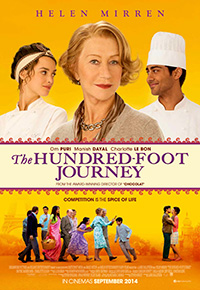 HELEN MIRREN
Om PURI Manish DAYAL Charlotte LE BON
The HUNDRED-FOOT
JOURNEY
FROM THE AWARD-WINNING DIRECTOR OF "CHOCOLAT"
COMPETITION IS THE SPICE OF LIFE
IN CINEMAS SEPTEMBER 2014